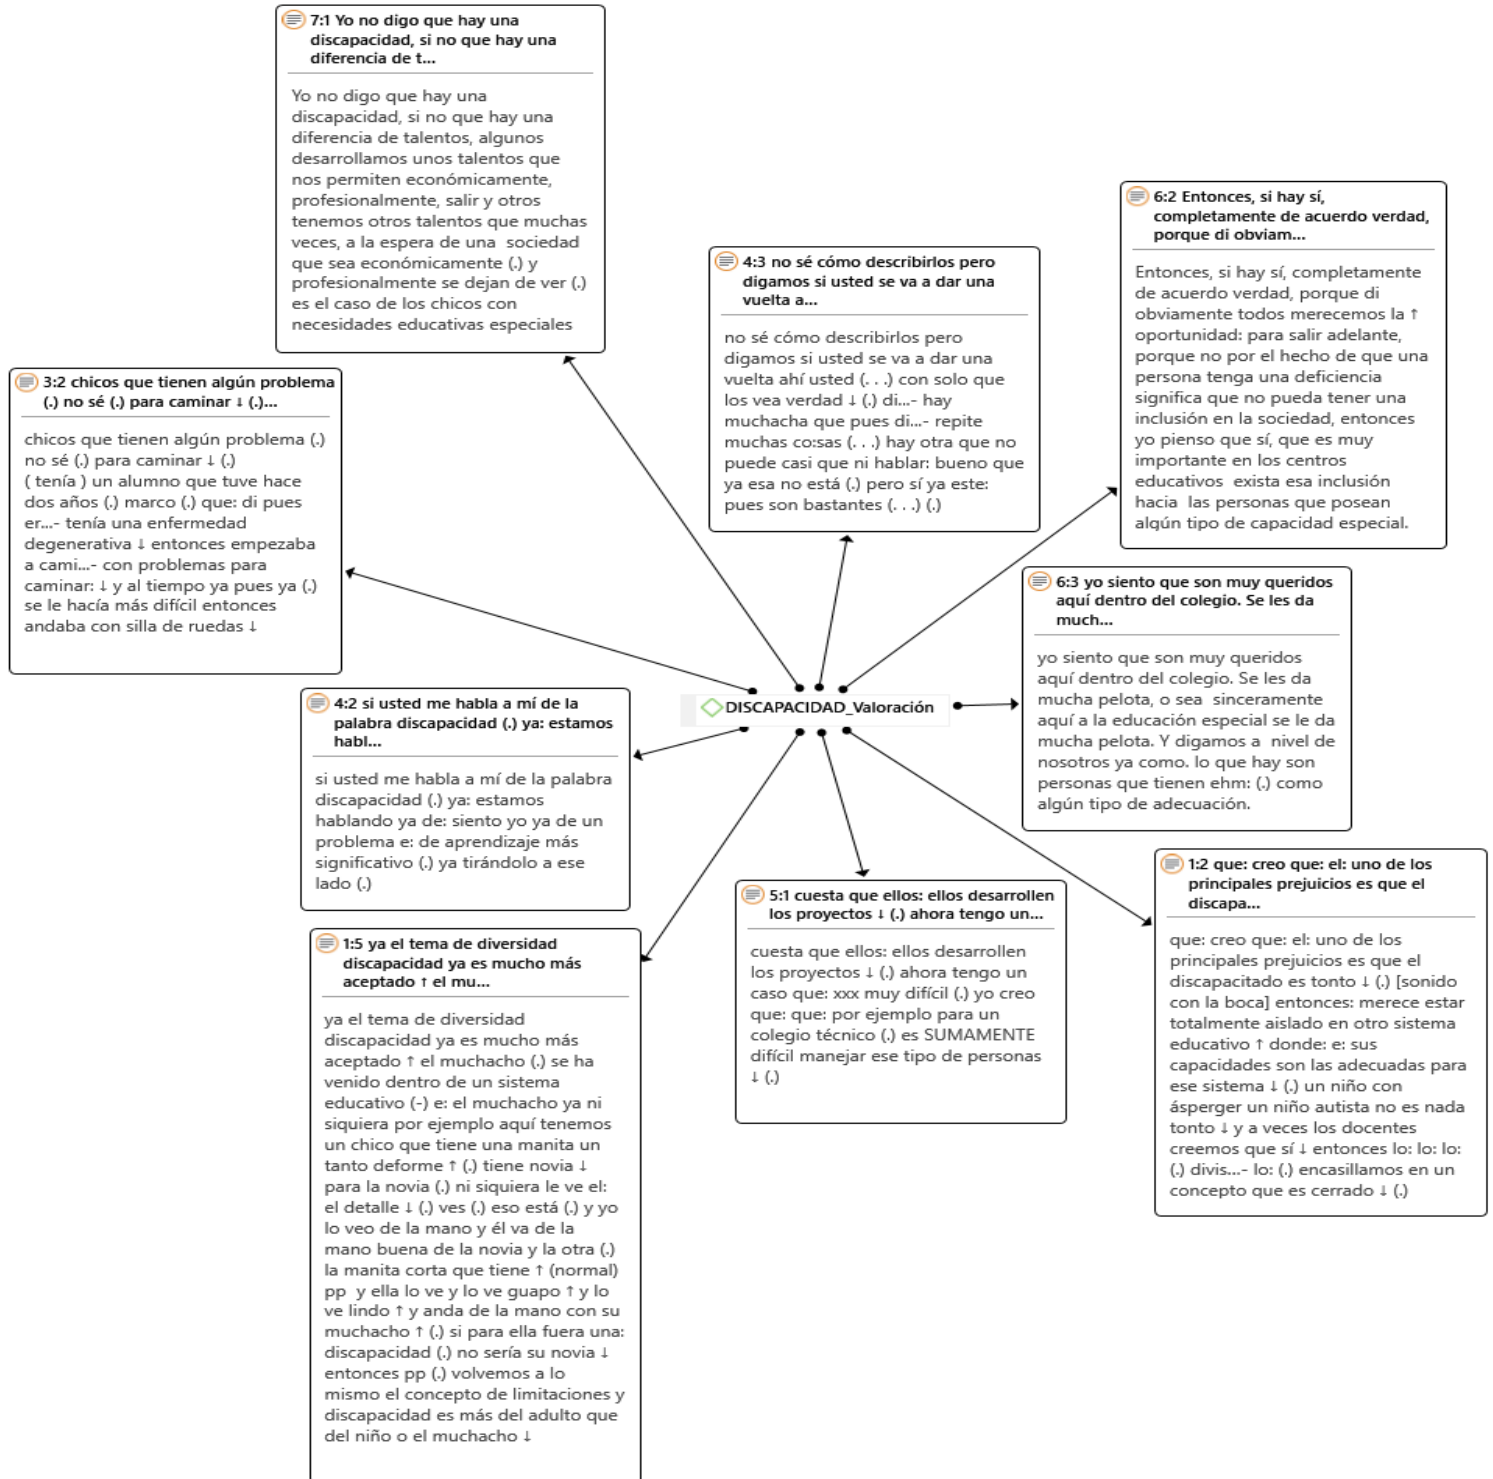 7:1 Yo no digo que hay una
discapacidad, si no que hay una
diferencia de t...
Yo no digo que hay una
discapacidad, si no que hay una
diferencia de talentos, algunos
desarrollamos unos talentos que
nos permiten económicamente,
profesionalmente, salir y otros
tenemos otros talentos que muchas
veces, a la espera de una  sociedad
que sea económicamente (.) y
profesionalmente se dejan de ver (.)
es el caso de los chicos con
necesidades educativas especiales
6:2 Entonces, si hay sí,
completamente de acuerdo verdad,
porque di obviam...
Entonces, si hay sí, completamente
de acuerdo verdad, porque di
obviamente todos merecemos la ↑
oportunidad: para salir adelante,
porque no por el hecho de que una
persona tenga una deficiencia
significa que no pueda tener una
inclusión en la sociedad, entonces
yo pienso que sí, que es muy
importante en los centros
educativos  exista esa inclusión
hacia  las personas que posean
algún tipo de capacidad especial.
4:3 no sé cómo describirlos pero
digamos si usted se va a dar una
vuelta a...
no sé cómo describirlos pero
digamos si usted se va a dar una
vuelta ahí usted (. . .) con solo que
los vea verdad ↓ (.) di...- hay
muchacha que pues di...- repite
muchas co:sas (. . .) hay otra que no
puede casi que ni hablar: bueno que
ya esa no está (.) pero sí ya este:
pues son bastantes (. . .) (.)
3:2 chicos que tienen algún problema
(.) no sé (.) para caminar ↓ (.)...
chicos que tienen algún problema (.)
no sé (.) para caminar ↓ (.)
( tenía ) un alumno que tuve hace
dos años (.) marco (.) que: di pues
er...- tenía una enfermedad
degenerativa ↓ entonces empezaba
a cami...- con problemas para
caminar: ↓ y al tiempo ya pues ya (.)
se le hacía más difícil entonces
andaba con silla de ruedas ↓
6:3 yo siento que son muy queridos
aquí dentro del colegio. Se les da
much...
yo siento que son muy queridos
aquí dentro del colegio. Se les da
mucha pelota, o sea  sinceramente
aquí a la educación especial se le da
mucha pelota. Y digamos a  nivel de
nosotros ya como. lo que hay son
personas que tienen ehm: (.) como
algún tipo de adecuación.
DISCAPACIDAD_Valoración
4:2 si usted me habla a mí de la
palabra discapacidad (.) ya: estamos
habl...
si usted me habla a mí de la palabra
discapacidad (.) ya: estamos
hablando ya de: siento yo ya de un
problema e: de aprendizaje más
significativo (.) ya tirándolo a ese
lado (.)
1:2 que: creo que: el: uno de los
principales prejuicios es que el
discapa...
que: creo que: el: uno de los
principales prejuicios es que el
discapacitado es tonto ↓ (.) [sonido
con la boca] entonces: merece estar
totalmente aislado en otro sistema
educativo ↑ donde: e: sus
capacidades son las adecuadas para
ese sistema ↓ (.) un niño con
ásperger un niño autista no es nada
tonto ↓ y a veces los docentes
creemos que sí ↓ entonces lo: lo: lo:
(.) divis...- lo: (.) encasillamos en un
concepto que es cerrado ↓ (.)
5:1 cuesta que ellos: ellos desarrollen
los proyectos ↓ (.) ahora tengo un...
cuesta que ellos: ellos desarrollen
los proyectos ↓ (.) ahora tengo un
caso que: xxx muy difícil (.) yo creo
que: que: por ejemplo para un
colegio técnico (.) es SUMAMENTE
difícil manejar ese tipo de personas
↓ (.)
1:5 ya el tema de diversidad
discapacidad ya es mucho más
aceptado ↑ el mu...
ya el tema de diversidad
discapacidad ya es mucho más
aceptado ↑ el muchacho (.) se ha
venido dentro de un sistema
educativo (-) e: el muchacho ya ni
siquiera por ejemplo aquí tenemos
un chico que tiene una manita un
tanto deforme ↑ (.) tiene novia ↓
para la novia (.) ni siquiera le ve el:
el detalle ↓ (.) ves (.) eso está (.) y yo
lo veo de la mano y él va de la
mano buena de la novia y la otra (.)
la manita corta que tiene ↑ (normal)
pp  y ella lo ve y lo ve guapo ↑ y lo
ve lindo ↑ y anda de la mano con su
muchacho ↑ (.) si para ella fuera una:
discapacidad (.) no sería su novia ↓
entonces pp (.) volvemos a lo
mismo el concepto de limitaciones y
discapacidad es más del adulto que
del niño o el muchacho ↓